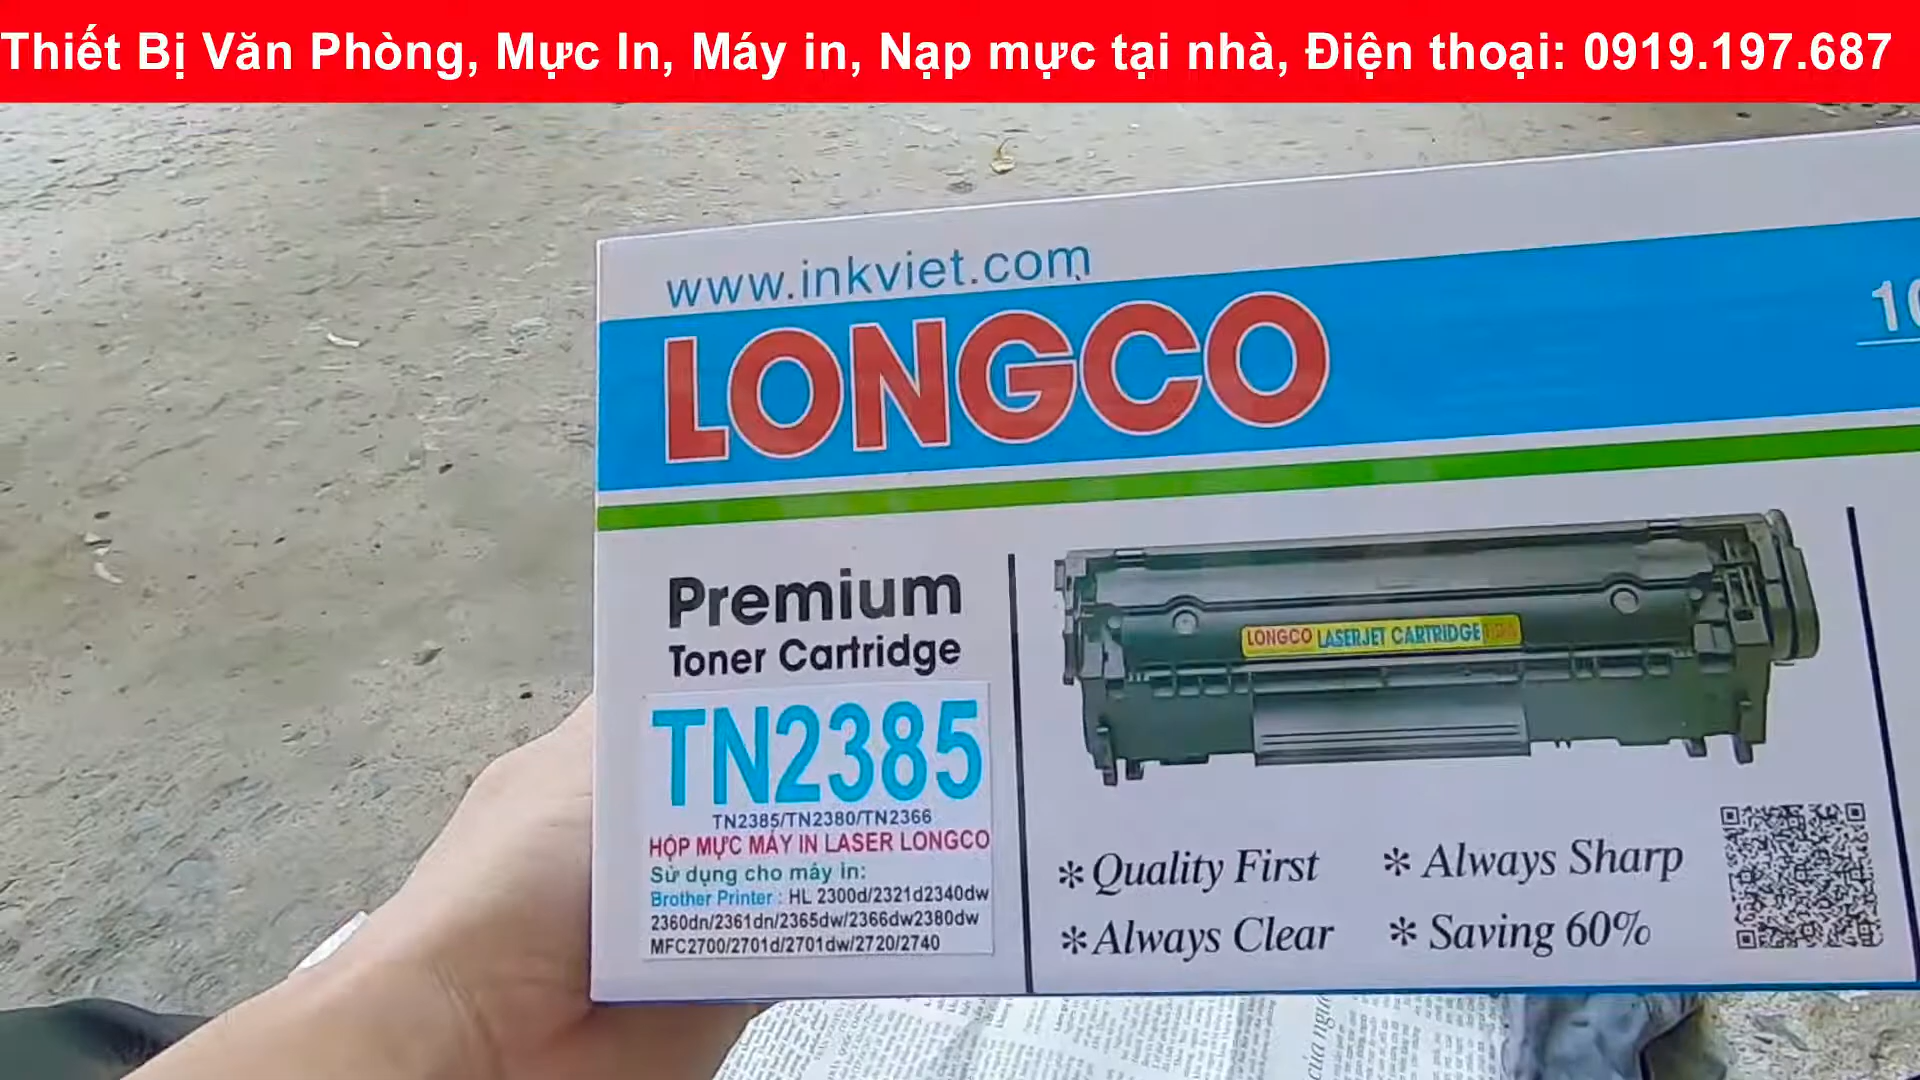 Thiết Bị Văn Phòng, Mực In, Máy in, Nạp mực tại nhà, Điện thoại: 0919.197.687
www.inkviet.com
LONGCO
Premium
Toner Cartridge
TN2385
TN2385/TN2380/TN2366
HỘP MỰC MÁY IN LASER LONGCO
Sử dụng cho máy in:
Brother Printer : HL 2300d/2321d2340dw
2360dn/2361dn/2365dw/2366dw2380dw
MFC2700/2701d/2701dw/2720/2740
LONGCO LASERJET CARTRIDGE
* Quality First
* Always Sharp
* Always Clear
* Saving 60%
của ngư